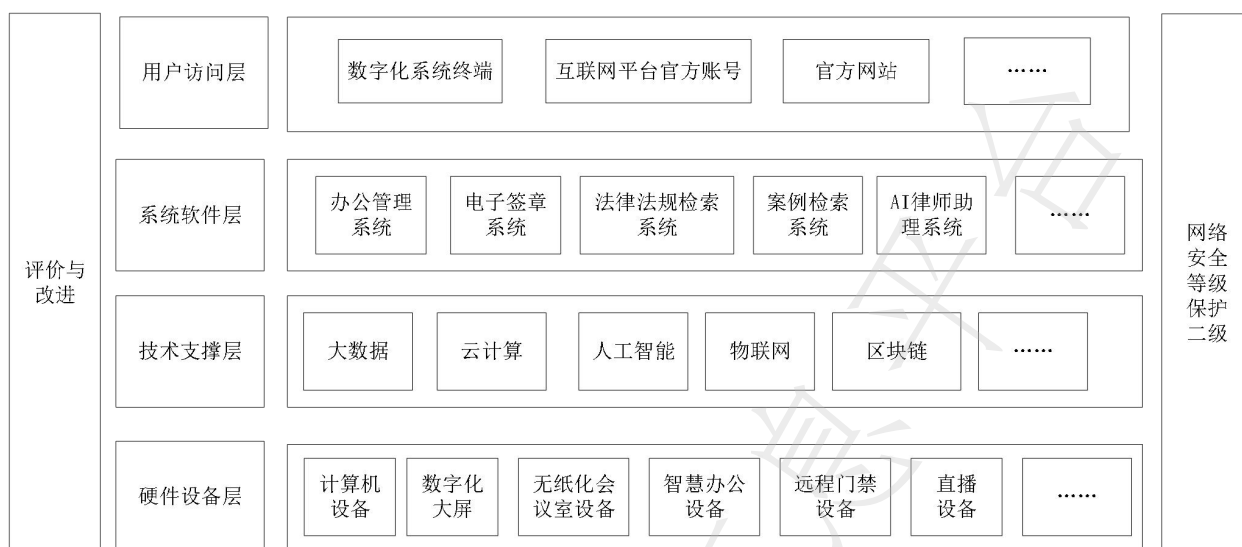 用户访问层
数字化系统终端
互联网平台官方账号
官方网站
……
系统软件层
办公管理
系统
电子签章
系统
法律法规检索
系统
案例检索
系统
AI律师助
理系统
……
评价与
改进
网络
安全
等级
保护
二级
技术支撑层
大数据
云计算
人工智能
物联网
区块链
……
硬件设备层
计算机
设备
数字化
大屏
无纸化会
议室设备
智慧办公
设备
远程门禁
设备
直播
设备
……
息平台